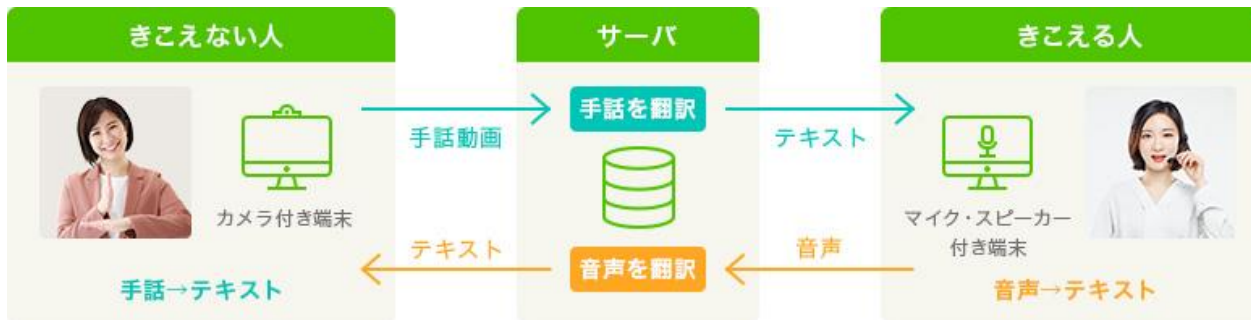 きこえない人
サーバ
きこえる人
手話動画
手話を翻訳
テキスト
カメラ付き端末
マイク・スピーカー
付き端末
テキスト
音声を翻訳
音声
手話→テキスト
音声→テキスト